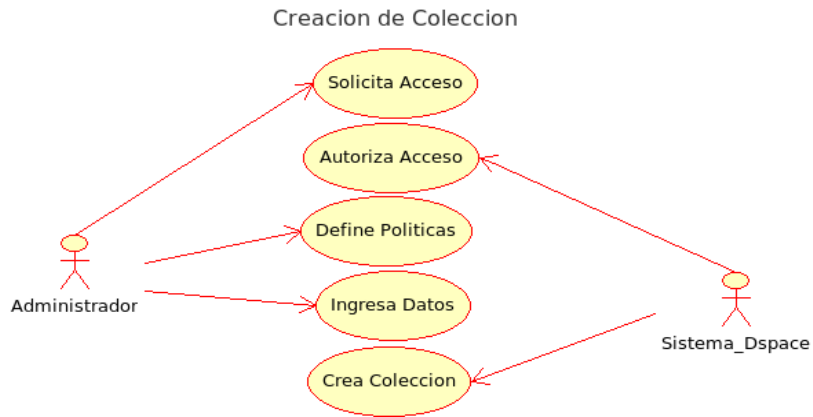 Creacion de Coleccion
Solicita Acceso
Autoriza Acceso
Define Politicas
Administrador
Ingresa Datos
Sistema_Dspace
Crea Coleccion